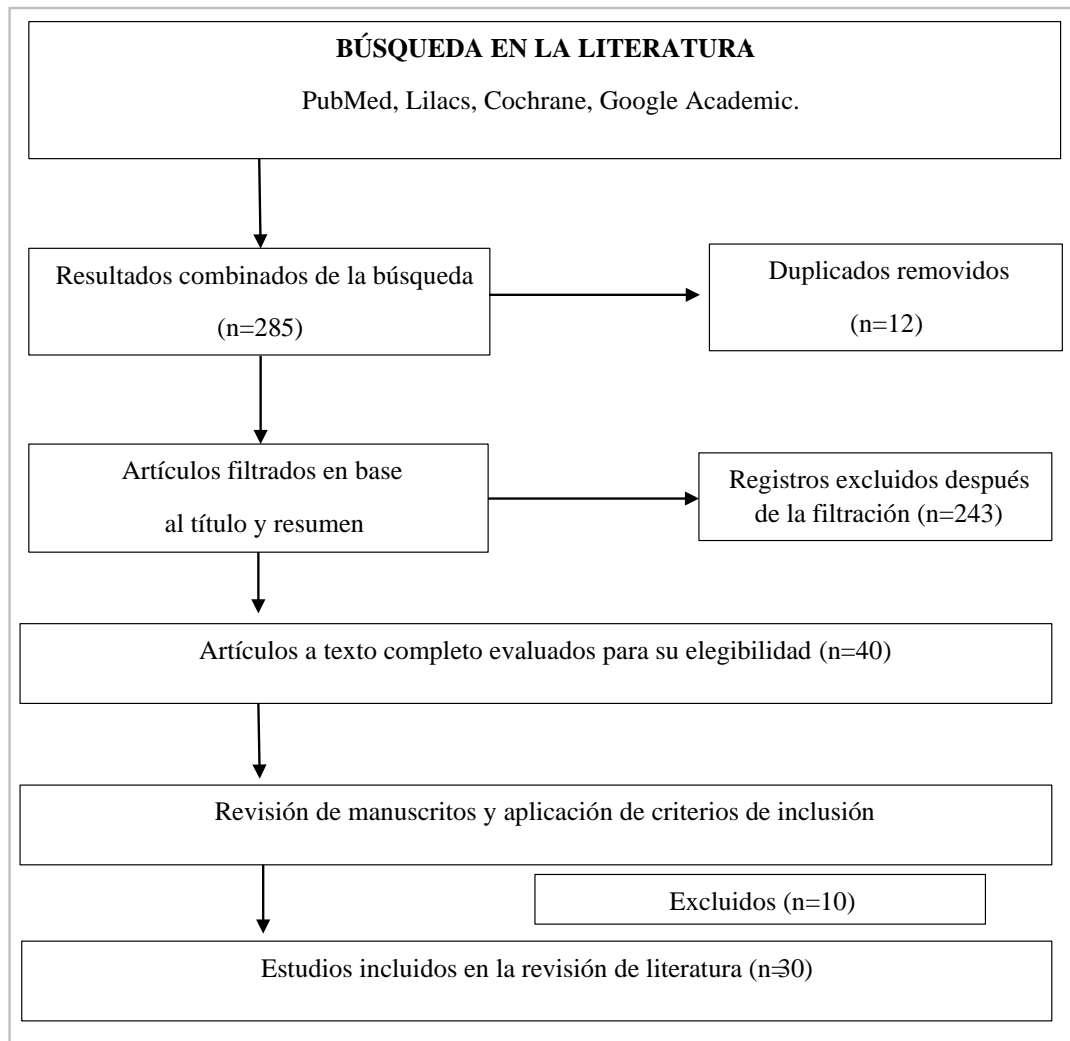 BÚSQUEDA EN LA LITERATURA
PubMed, Lilacs, Cochrane, Google Academic.
Resultados combinados de la búsqueda
(n=285)
Duplicados removidos
(n=12)
Artículos filtrados en base
al título y resumen
Registros excluidos después
de la filtración (n=243)
Artículos a texto completo evaluados para su elegibilidad (n=40)
Revisión de manuscritos y aplicación de criterios de inclusión
Excluidos (n=10)
Estudios incluidos en la revisión de literatura (n=30)